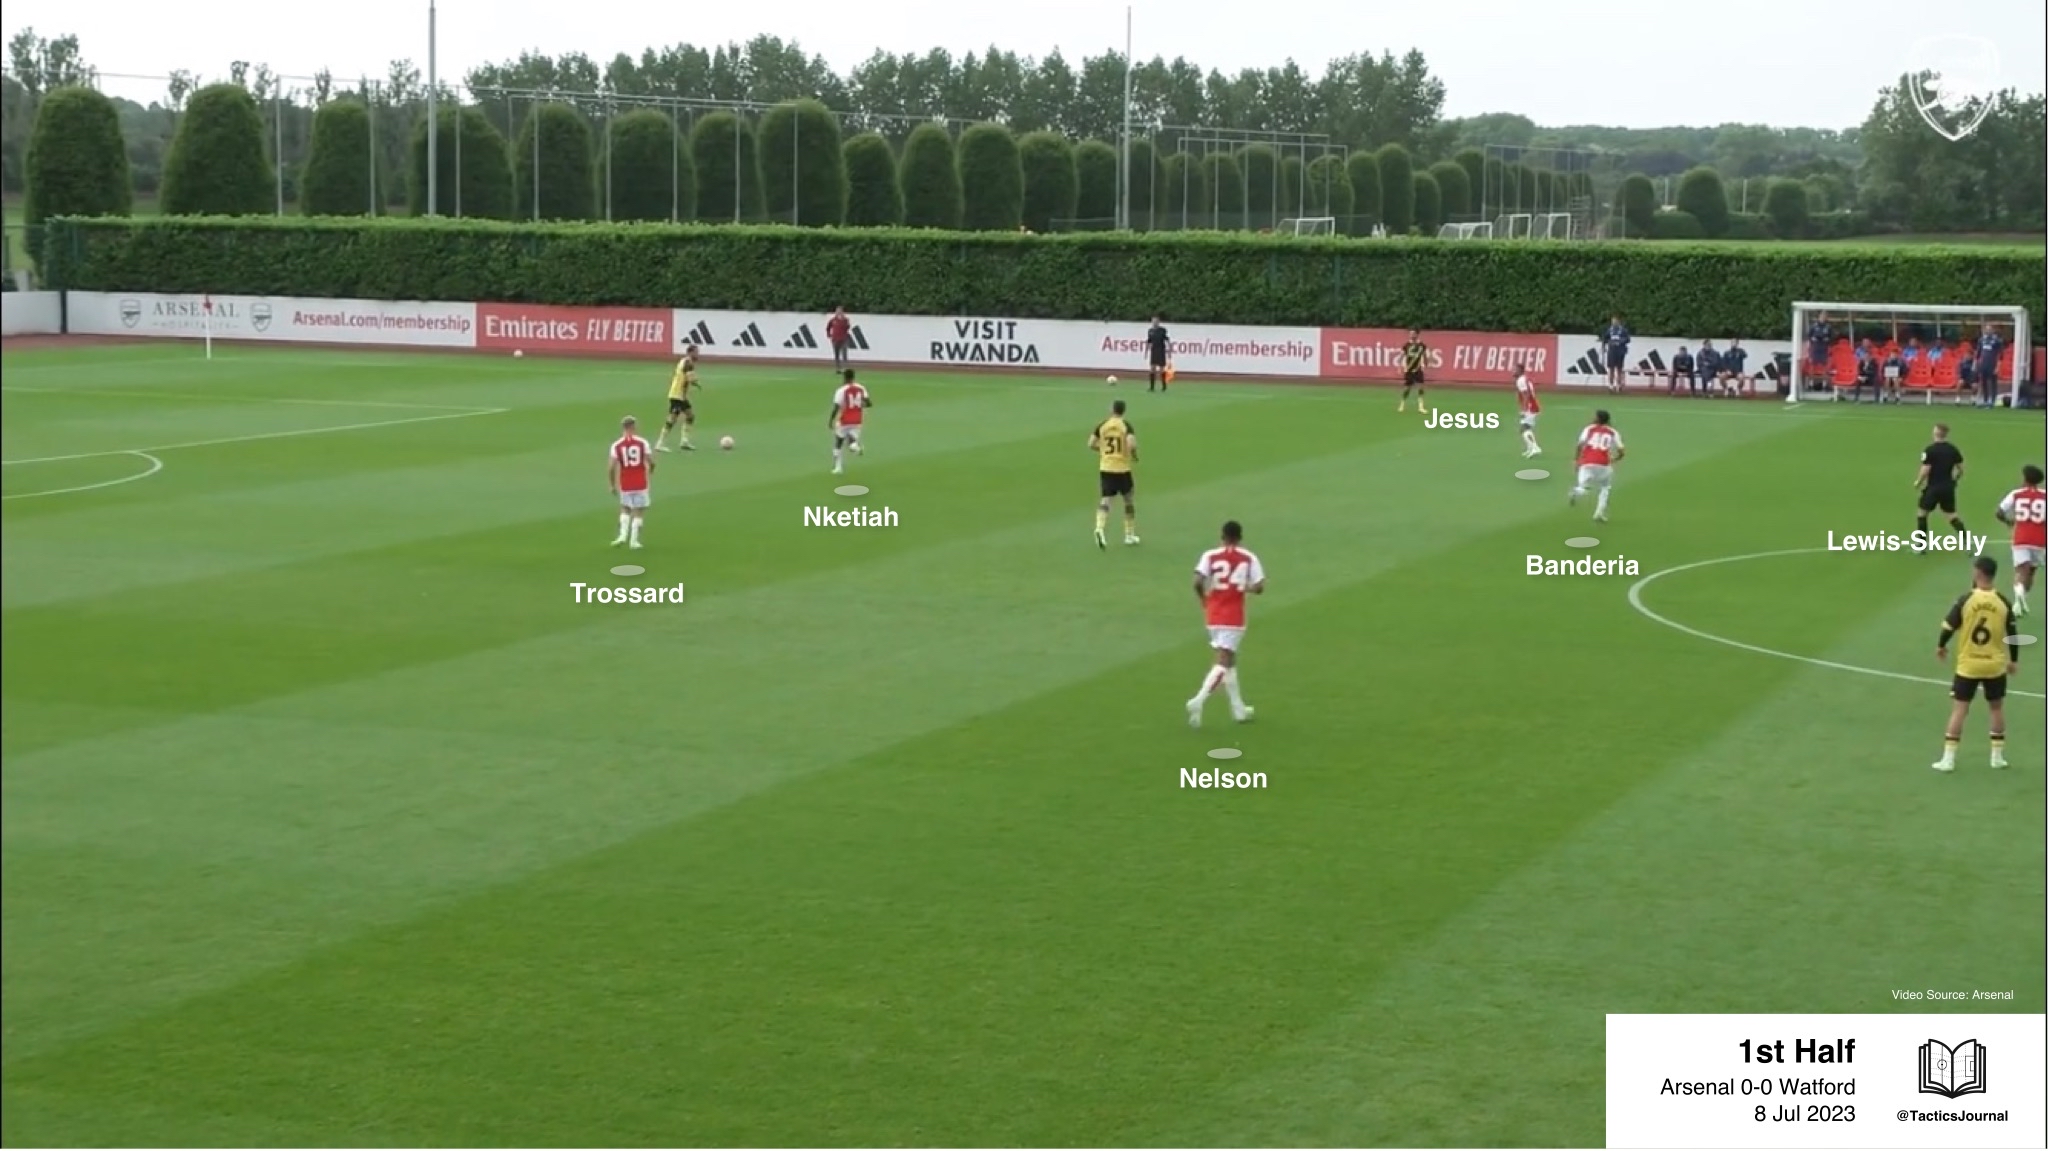 ARSENAL
HOSPITALITY
Arsenal.com/membership
Emirates FLY BETTER
VISIT
RWANDA
Arsenal.com/membership
Emirates FLY BETTER
14
19
31
40
59
24
6
Jesus
Nketiah
Lewis-Skelly
Banderia
Trossard
Nelson
Video Source: Arsenal
1st Half
Arsenal 0-0 Watford
8 Jul 2023
@TacticsJournal